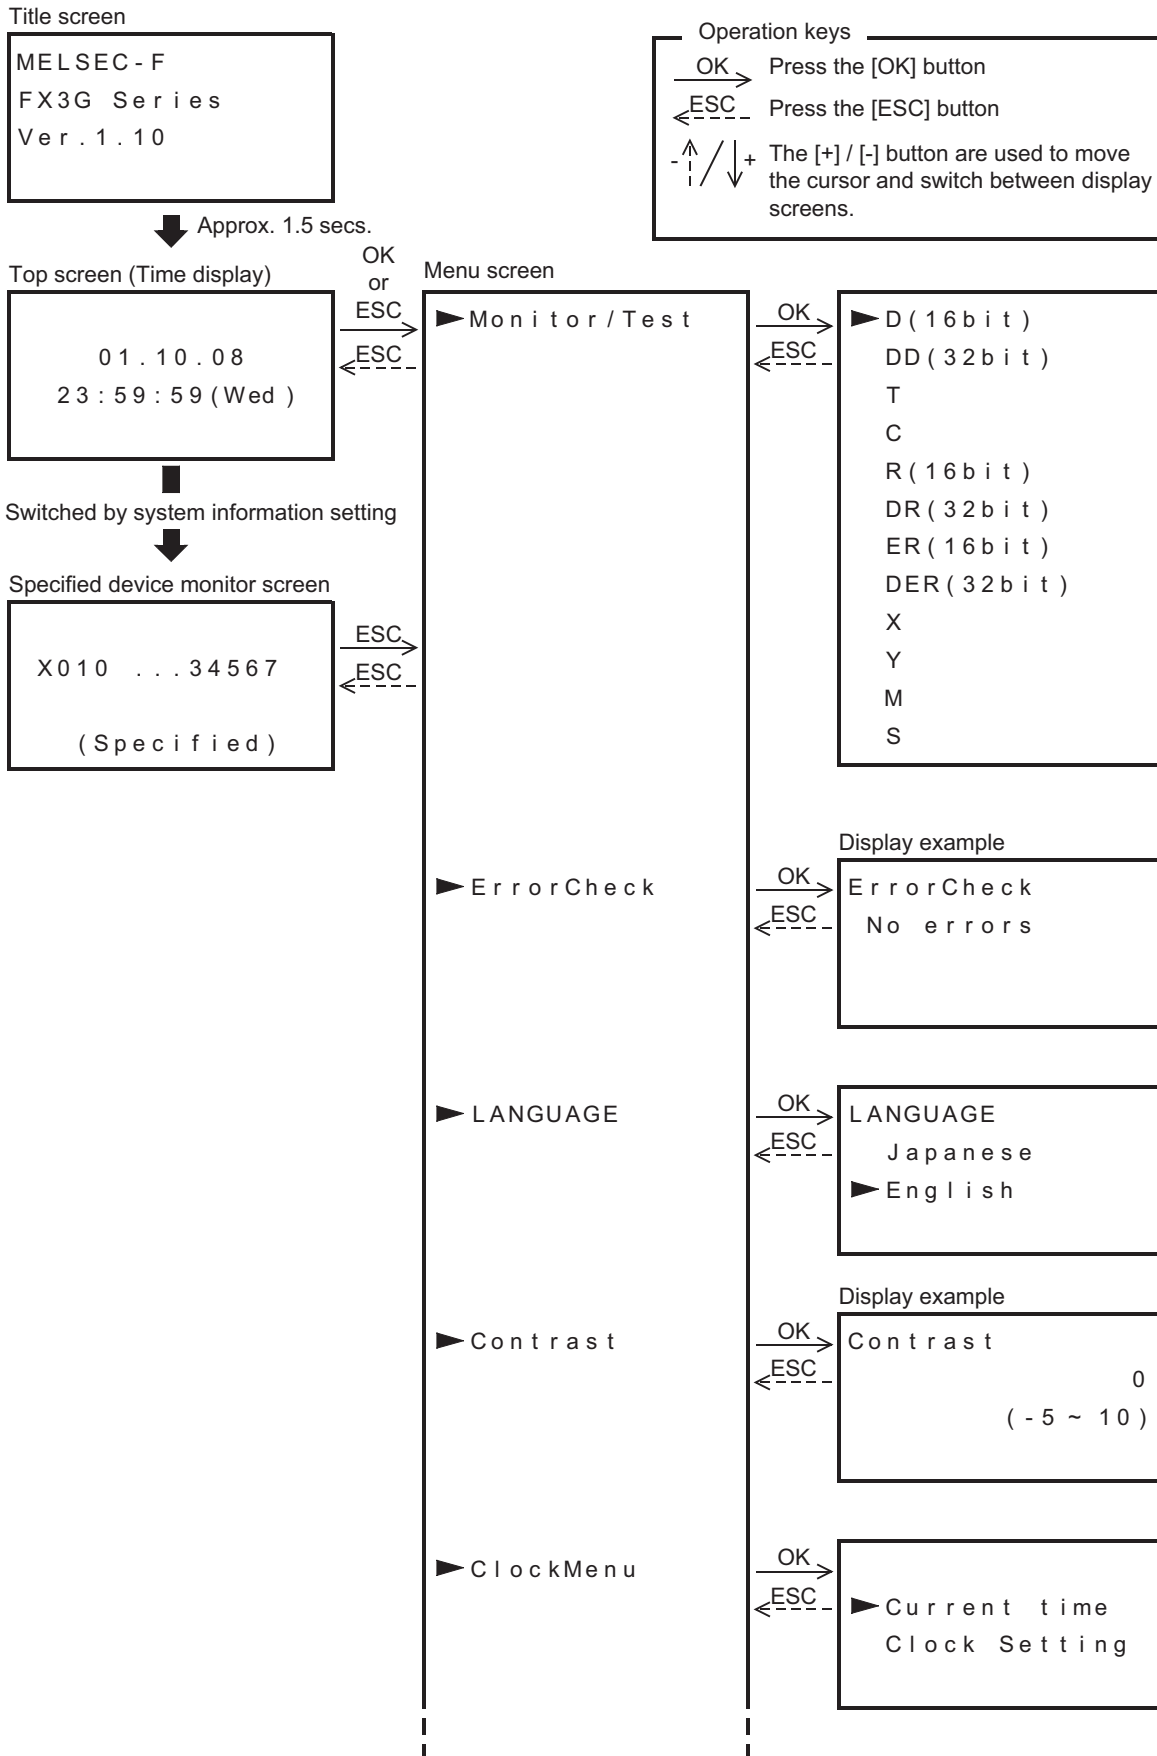 Title screen
MELSEC-F
FX3G Series
Ver.1.10
Approx. 1.5 secs.
Operation keys
OK Press the [OK] button
ESC Press the [ESC] button
- / + The [+] / [-] button are used to move
the cursor and switch between display
screens.
Top screen (Time display)
01.10.08
23:59:59(Wed)
OK
or
ESC
ESC
Switched by system information setting
Specified device monitor screen
X010 ...34567
(Specified)
ESC
ESC
Menu screen
Monitor/Test
OK
ESC
D(16bit)
DD(32bit)
T
C
R(16bit)
DR(32bit)
ER(16bit)
DER(32bit)
X
Y
M
S
ErrorCheck
OK
ESC
Display example
ErrorCheck
No errors
LANGUAGE
OK
ESC
LANGUAGE
Japanese
English
Contrast
OK
ESC
Display example
Contrast
0
(-5 ~ 10)
ClockMenu
OK
ESC
Current time
Clock Setting